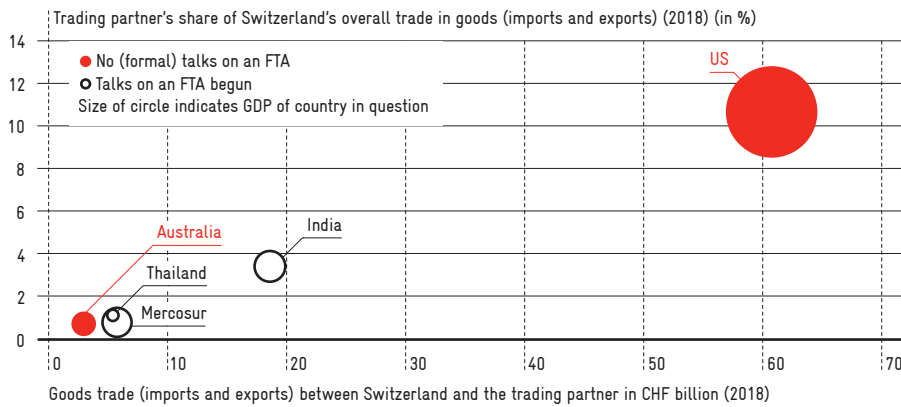 Trading partner's share of Switzerland's overall trade in goods (imports and exports) (2018) (in %)
14
12
10
8
6
4
2
0
No (formal) talks on an FTA
Talks on an FTA begun
Size of circle indicates GDP of country in question
US
India
Australia
Thailand
Mercosur
0 10 20 30 40 50 60 70
Goods trade (imports and exports) between Switzerland and the trading partner in CHF billion (2018)